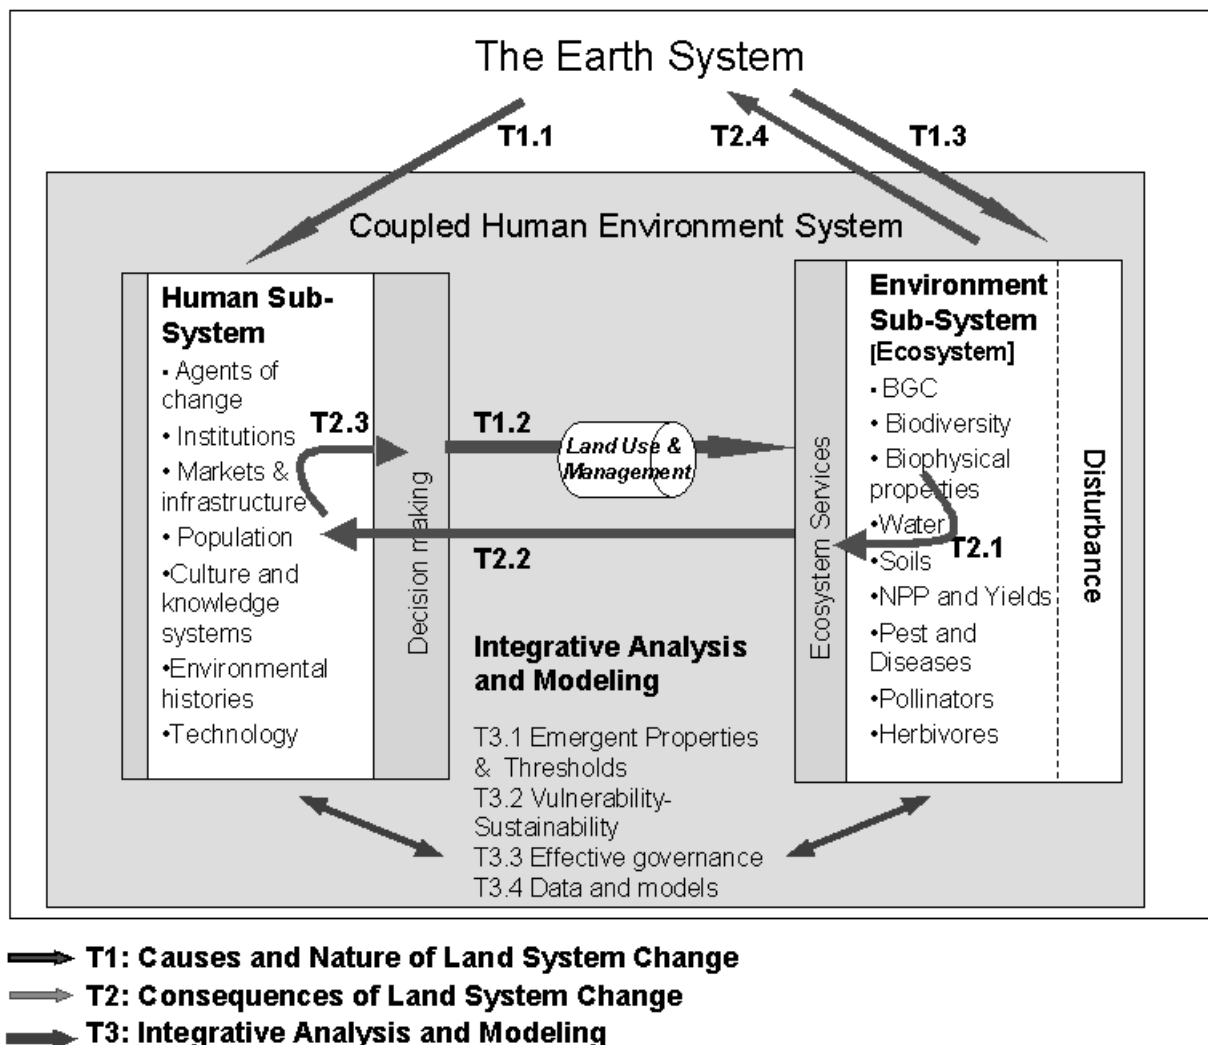 The Earth System
T1.1
T2.4
T1.3
Coupled Human Environment System
Human Sub-
System
▪ Agents of
change
• Institutions
• Markets &
infrastructure
• Population
•Culture and
knowledge
systems
•Environmental
histories
•Technology
T2.3
Decision making
T1.2
Land Use &
Management
T2.2
Integrative Analysis
and Modeling
T3.1 Emergent Properties
& Thresholds
T3.2 Vulnerability-
Sustainability
T3.3 Effective governance
T3.4 Data and models
Ecosystem Services
Environment
Sub-System
[Ecosystem]
▪ BGC
• Biodiversity
• Biophysical
properties
•Water
•Soils
•NPP and Yields
•Pest and
Diseases
•Pollinators
•Herbivores
T2.1
Disturbance
T1: Causes and Nature of Land System Change
T2: Consequences of Land System Change
T3: Integrative Analysis and Modeling